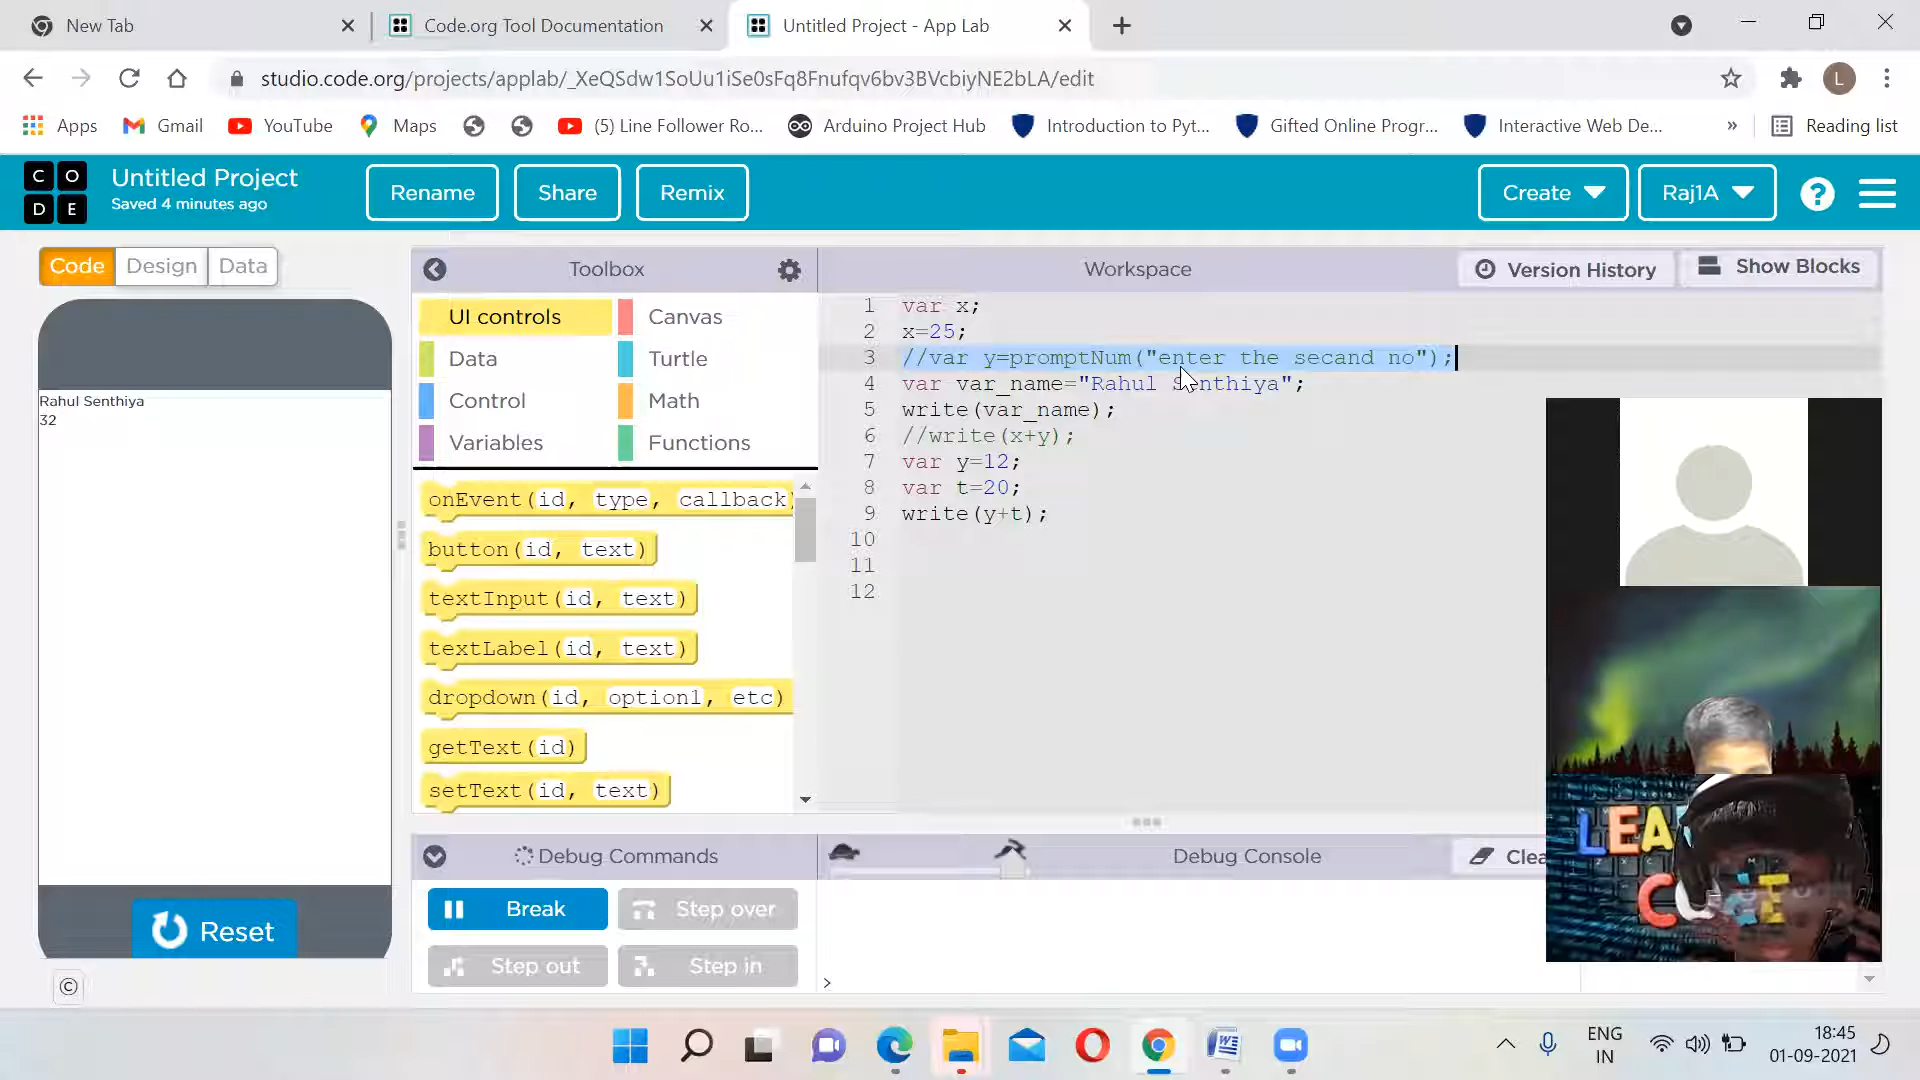 New Tab
Code.org Tool Documentation
Untitled Project - App Lab
studio.code.org/projects/applab/_XeQSdw1SoUu1iSe0sFq8Fnufqv6bv3BVcbiyNE2bLA/edit
L
Apps
Gmail
YouTube
Maps
(5) Line Follower Ro...
Arduino Project Hub
Introduction to Pyt...
Gifted Online Progr...
Interactive Web De...
»
Reading list
C O
D E
Untitled Project
Saved 4 minutes ago
Rename
Share
Remix
Create
Raj1A
?
Code
Design
Data
Toolbox
Workspace
Version History
Show Blocks
Rahul Senthiya
32
Reset
©
UI controls
Canvas
Data
Turtle
Control
Math
Variables
Functions
onEvent(id, type, callback)
button(id, text)
textInput(id, text)
textLabel(id, text)
dropdown(id, option1, etc)
getText(id)
setText(id, text)
1 var x;
2 x=25;
3 //var y=promptNum("enter the secand no");
4 var var_name="Rahul Senthiya";
5 write(var_name);
6 //write(x+y);
7 var y=12;
8 var t=20;
9 write(y+t);
10
11
12
Debug Commands
Debug Console
Clea
Break
Step over
Step out
Step in
>
LEA
ENG
IN
18:45
01-09-2021